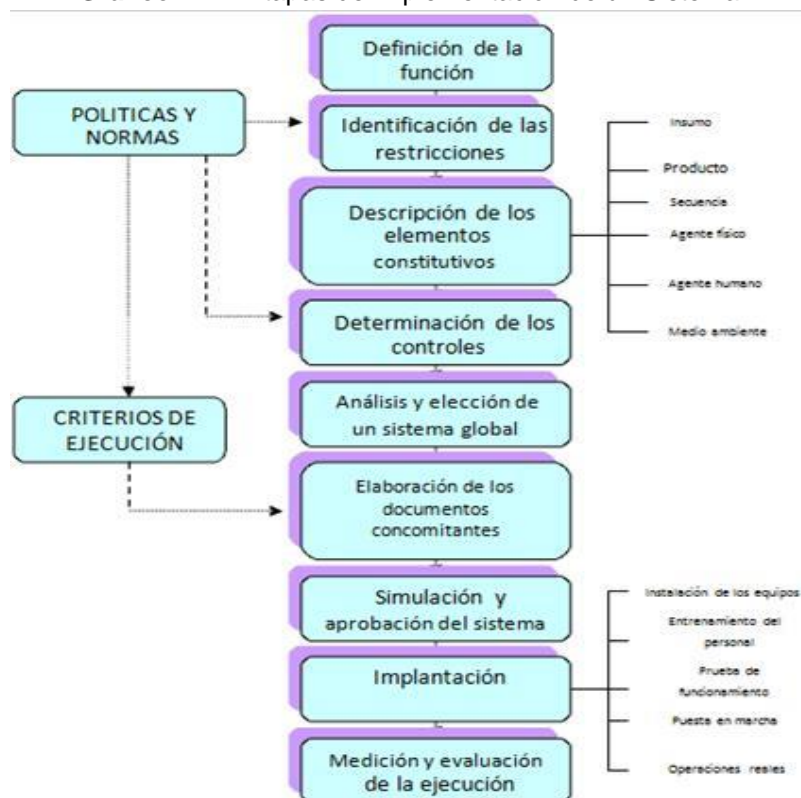 Definición de la
función
POLITICAS Y
NORMAS
Identificación de las
restricciones
Descripción de los
elementos
constitutivos
Insumo
Producto
Secuencia
Agente físico
Agente humano
Medio ambiente
Determinación de los
controles
CRITERIOS DE
EJECUCIÓN
Análisis y elección de
un sistema global
Elaboración de los
documentos
concomitantes
Simulación y
aprobación del sistema
Implantación
Instalación de los equipos
Entrenamiento del
personal
Prueba de
funcionamiento
Puesta en marcha
Operaciones reales
Medición y evaluación
de la ejecución